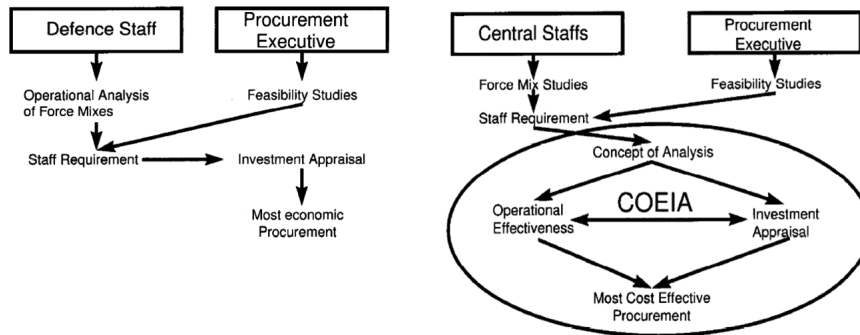 Defence Staff
Procurement
Executive
Operational Analysis
of Force Mixes
Feasibility Studies
Staff Requirement
Investment Appraisal
Most economic
Procurement
Central Staffs
Procurement
Executive
Force Mix Studies
Feasibility Studies
Staff Requirement
Concept of Analysis
COEIA
Operational
Effectiveness
Investment
Appraisal
Most Cost Effective
Procurement